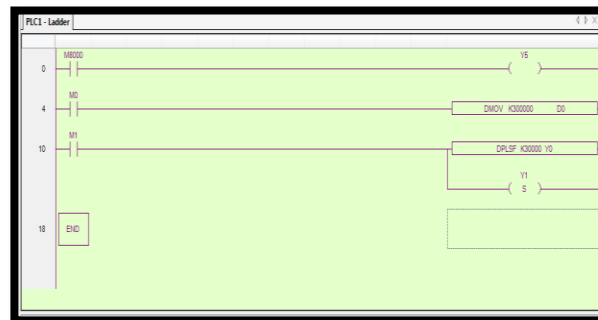 PLC1 - Ladder
M8000
Y5
0
M0
4
DMOV K300000 D0
M1
10
DPLSF K30000 Y0
Y1
S
18
END